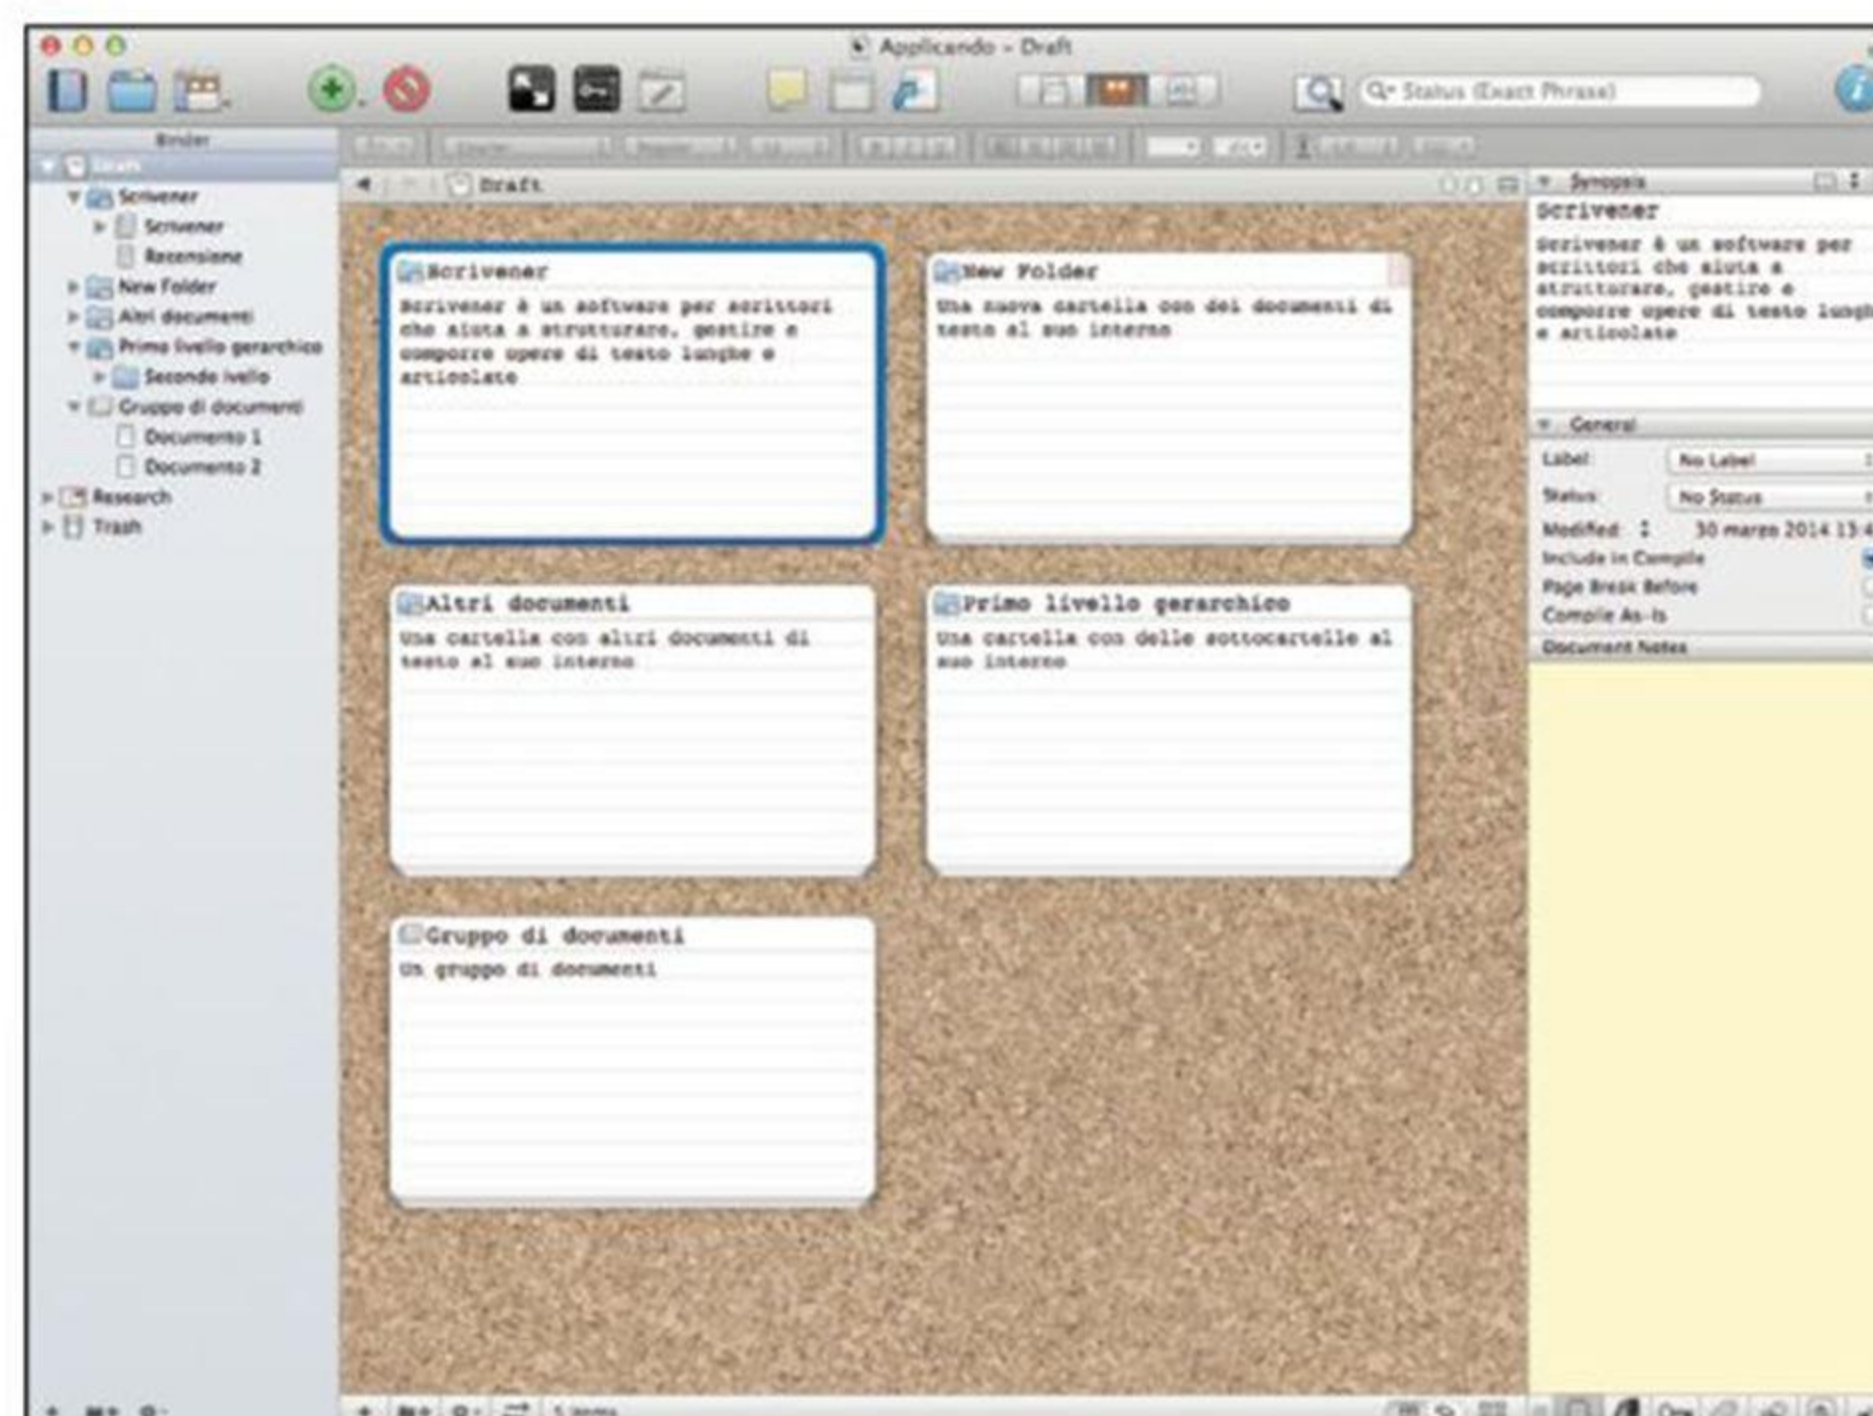 Applicando - Draft
Status (Exact Phrase)
Binder
Draft
Scrivener
Scrivener
Recensione
New Folder
Altri documenti
Primo livello gerarchico
Secondo ivello
Gruppo di documenti
Documento 1
Documento 2
Research
Trash
Draft
Scrivener
Scrivener è un software per scrittori
che aiuta a strutturare, gestire e
comporre opere di testo lunghe e
articolate
New Folder
Una nuova cartella con dei documenti di
testo al suo interno
Altri documenti
Una cartella con altri documenti di
testo al suo interno
Primo livello gerarchico
Una cartella con delle sottocartelle al
suo interno
Gruppo di documenti
Un gruppo di documenti
5 items
Synopsis
Scrivener
Scrivener è un software per
scrittori che aiuta a
strutturare, gestire e
comporre opere di testo
e articolate
General
Label: No Label
Status: No Status
Modified: 30 marzo 2014
Include in Compile
Page Break Before
Compile As-Is
Document Notes